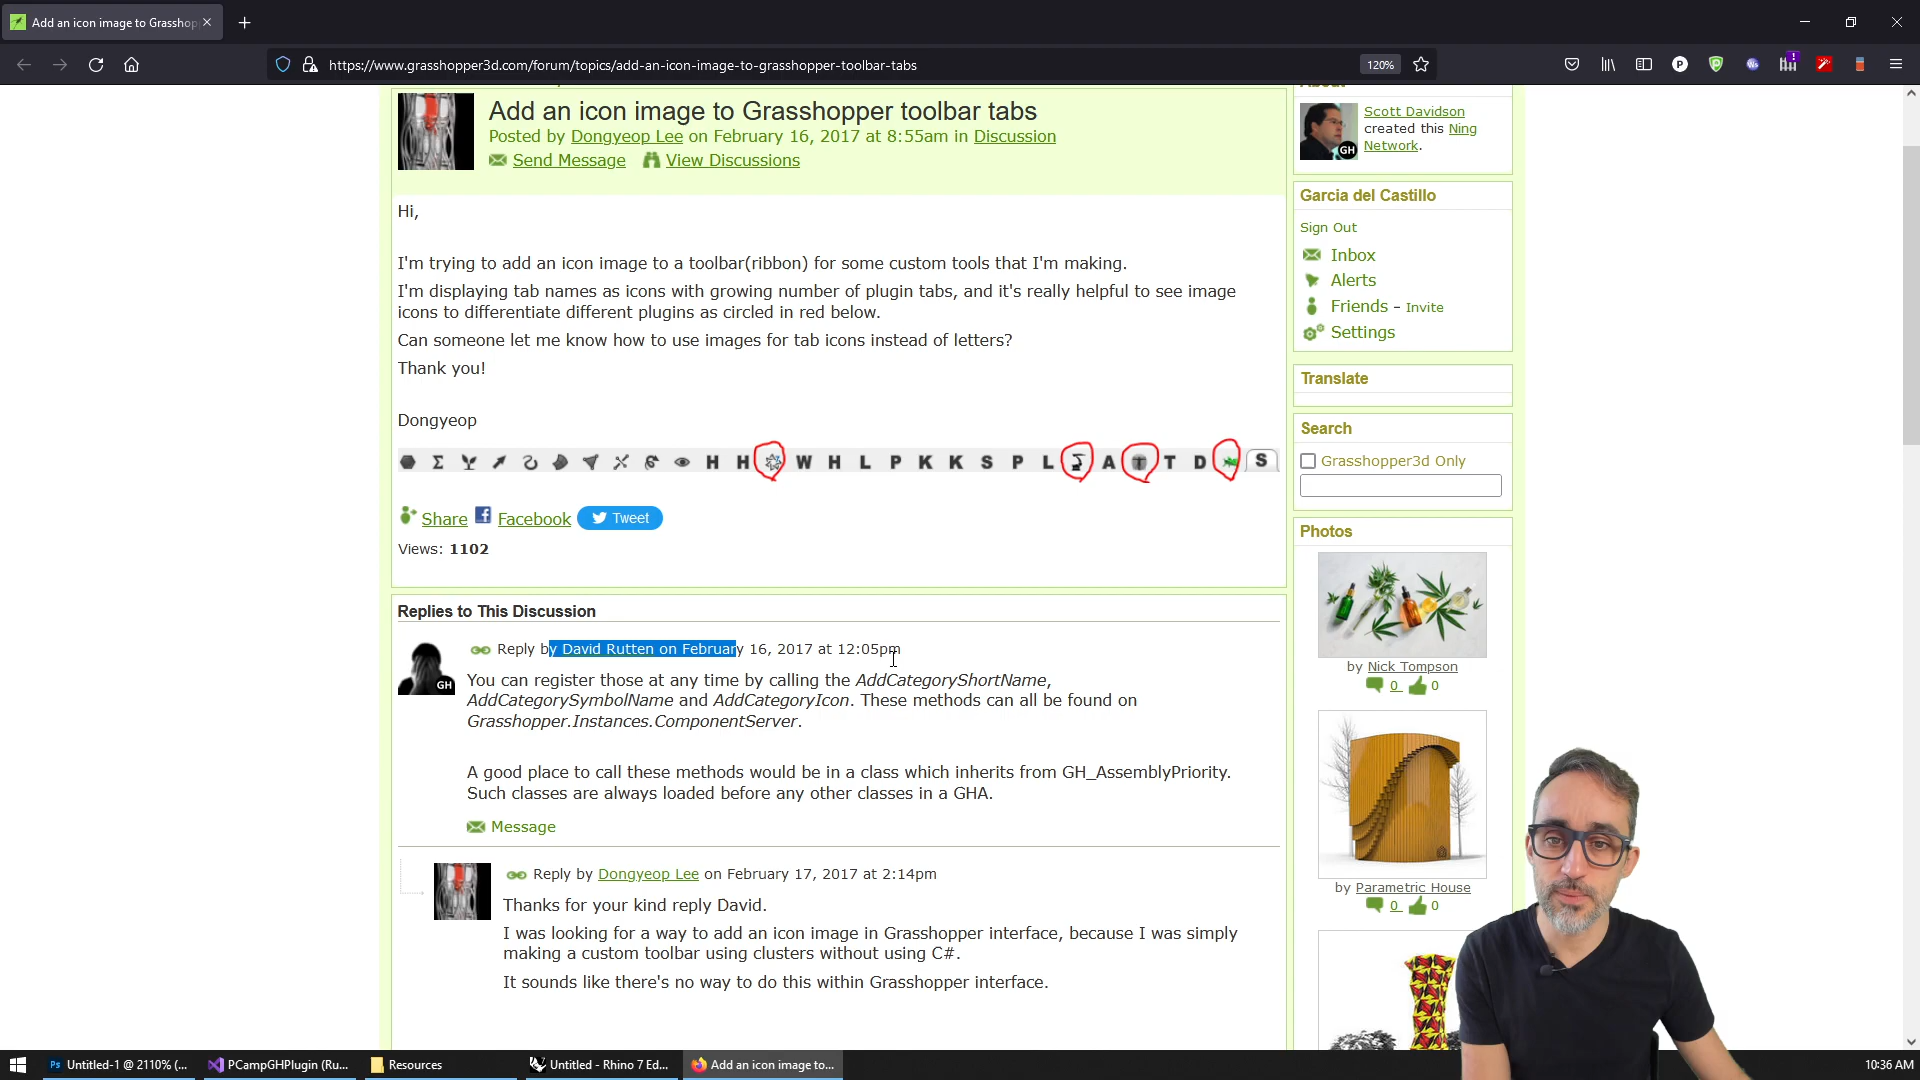 Add an icon image to Grasshopp
https://www.grasshopper3d.com/forum/topics/add-an-icon-image-to-grasshopper-toolbar-tabs
120%
1
Add an icon image to Grasshopper toolbar tabs
Posted by Dongyeop Lee on February 16, 2017 at 8:55am in Discussion
Send Message View Discussions
Hi,
I'm trying to add an icon image to a toolbar(ribbon) for some custom tools that I'm making.
I'm displaying tab names as icons with growing number of plugin tabs, and it's really helpful to see image
icons to differentiate different plugins as circled in red below.
Can someone let me know how to use images for tab icons instead of letters?
Thank you!
Dongyeop
Σ H H W H L P K K S P L A T D S
Share Facebook Tweet
Views: 1102
Replies to This Discussion
Reply by David Rutten on February 16, 2017 at 12:05pm
GH
You can register those at any time by calling the AddCategoryShortName,
AddCategorySymbolName and AddCategoryIcon. These methods can all be found on
Grasshopper.Instances.ComponentServer.
A good place to call these methods would be in a class which inherits from GH_AssemblyPriority.
Such classes are always loaded before any other classes in a GHA.
Message
Reply by Dongyeop Lee on February 17, 2017 at 2:14pm
Thanks for your kind reply David.
I was looking for a way to add an icon image in Grasshopper interface, because I was simply
making a custom toolbar using clusters without using C#.
It sounds like there's no way to do this within Grasshopper interface.
About
GH
Scott Davidson
created this Ning
Network.
Garcia del Castillo
Sign Out
Inbox
Alerts
Friends - Invite
Settings
Translate
Search
Grasshopper3d Only
Photos
by Nick Tompson
0 0
by Parametric House
0 0
Ps Untitled-1 @ 2110% (...
PCampGHPlugin (Ru...
Resources
Untitled - Rhino 7 Ed...
Add an icon image to...
10:36 AM